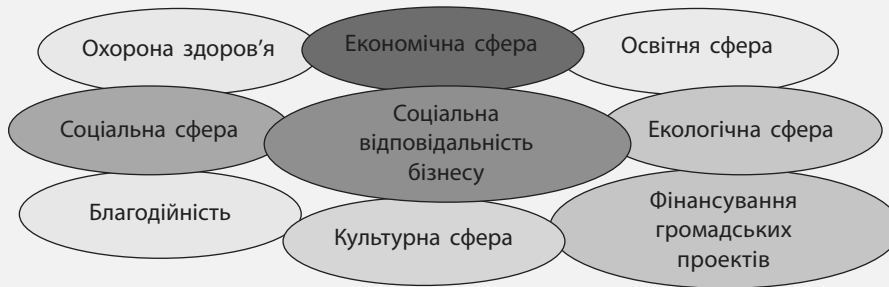 Охорона здоров’я
Економічна сфера
Освітня сфера
Соціальна сфера
Соціальна
відповідальність
бізнесу
Екологічна сфера
Благодійність
Культурна сфера
Фінансування
громадських
проектів